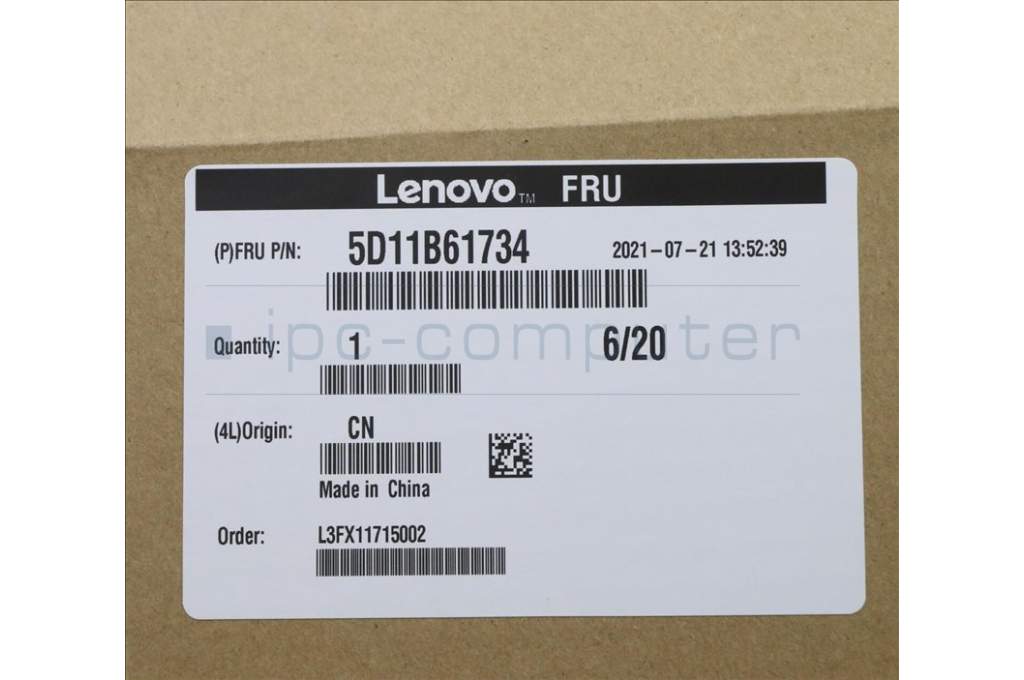 Lenovo™ FRU
(P)FRU P/N: 5D11B61734 2021-07-21 13:52:39
ipc-computer
Quantity: 1 6/20
(4L)Origin: CN
Made in China
Order: L3FX11715002